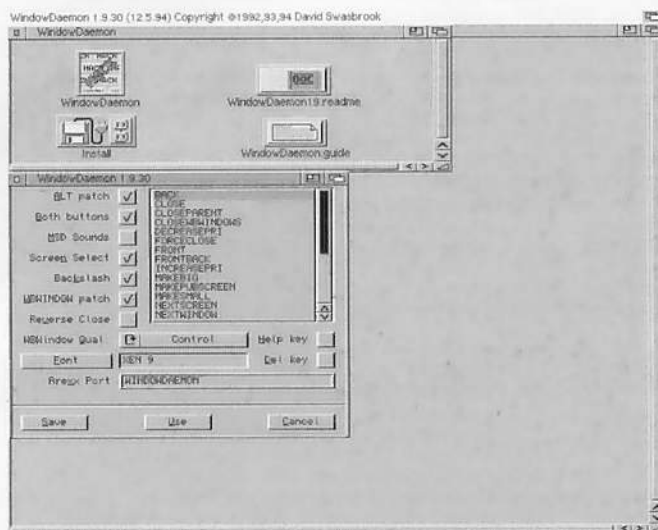 WindowDaemon 1.9.30 (12.5.94) Copyright ©1992,93,94 David Swasbrook
WindowDaemon
WindowDaemon
WindowDaemon19.readme
Install
WindowDaemon.guide
WindowDaemon 1.9.30
ALT patch
Both buttons
MSD Sounds
Screen Select
Backslash
WBWINDOW patch
Reverse Close
BACK
CLOSE
CLOSEPARENT
CLOSEWBWINDOWS
DECREASEPRI
FORCECLOSE
FRONT
FRONTBACK
INCREASEPRI
MAKEBIG
MAKEPUBSCREEN
MAKESMALL
NEXTSCREEN
NEXTWINDOW
WBWindow Qual
Control
Help key
Font
XEN 9
Del key
Arexx Port
WINDOWDAEMON
Save
Use
Cancel